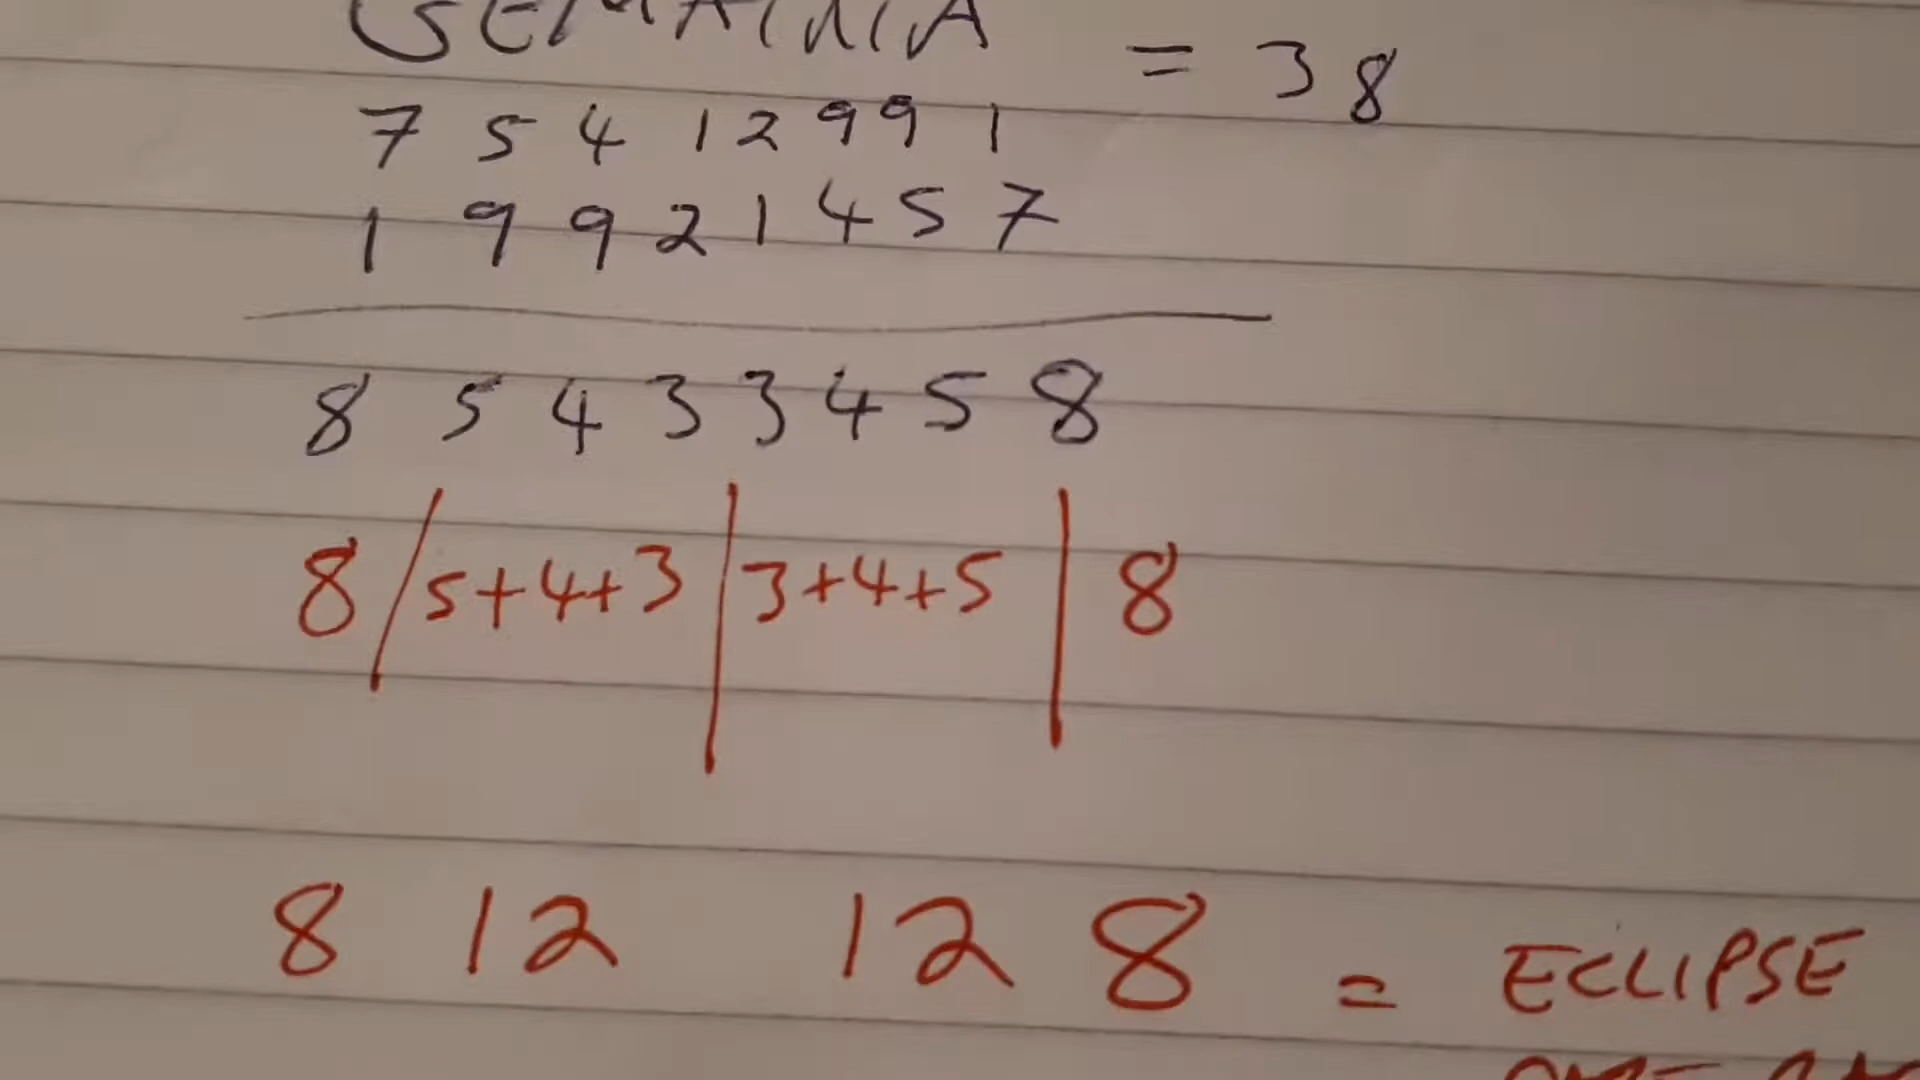 GEMATRIA = 38
7 5 4 1 2 9 9 1
1 9 9 2 1 4 5 7
8 5 4 3 3 4 5 8
8 / 5+4+3 | 3+4+5 | 8
8 12 12 8 = ECLIPSE